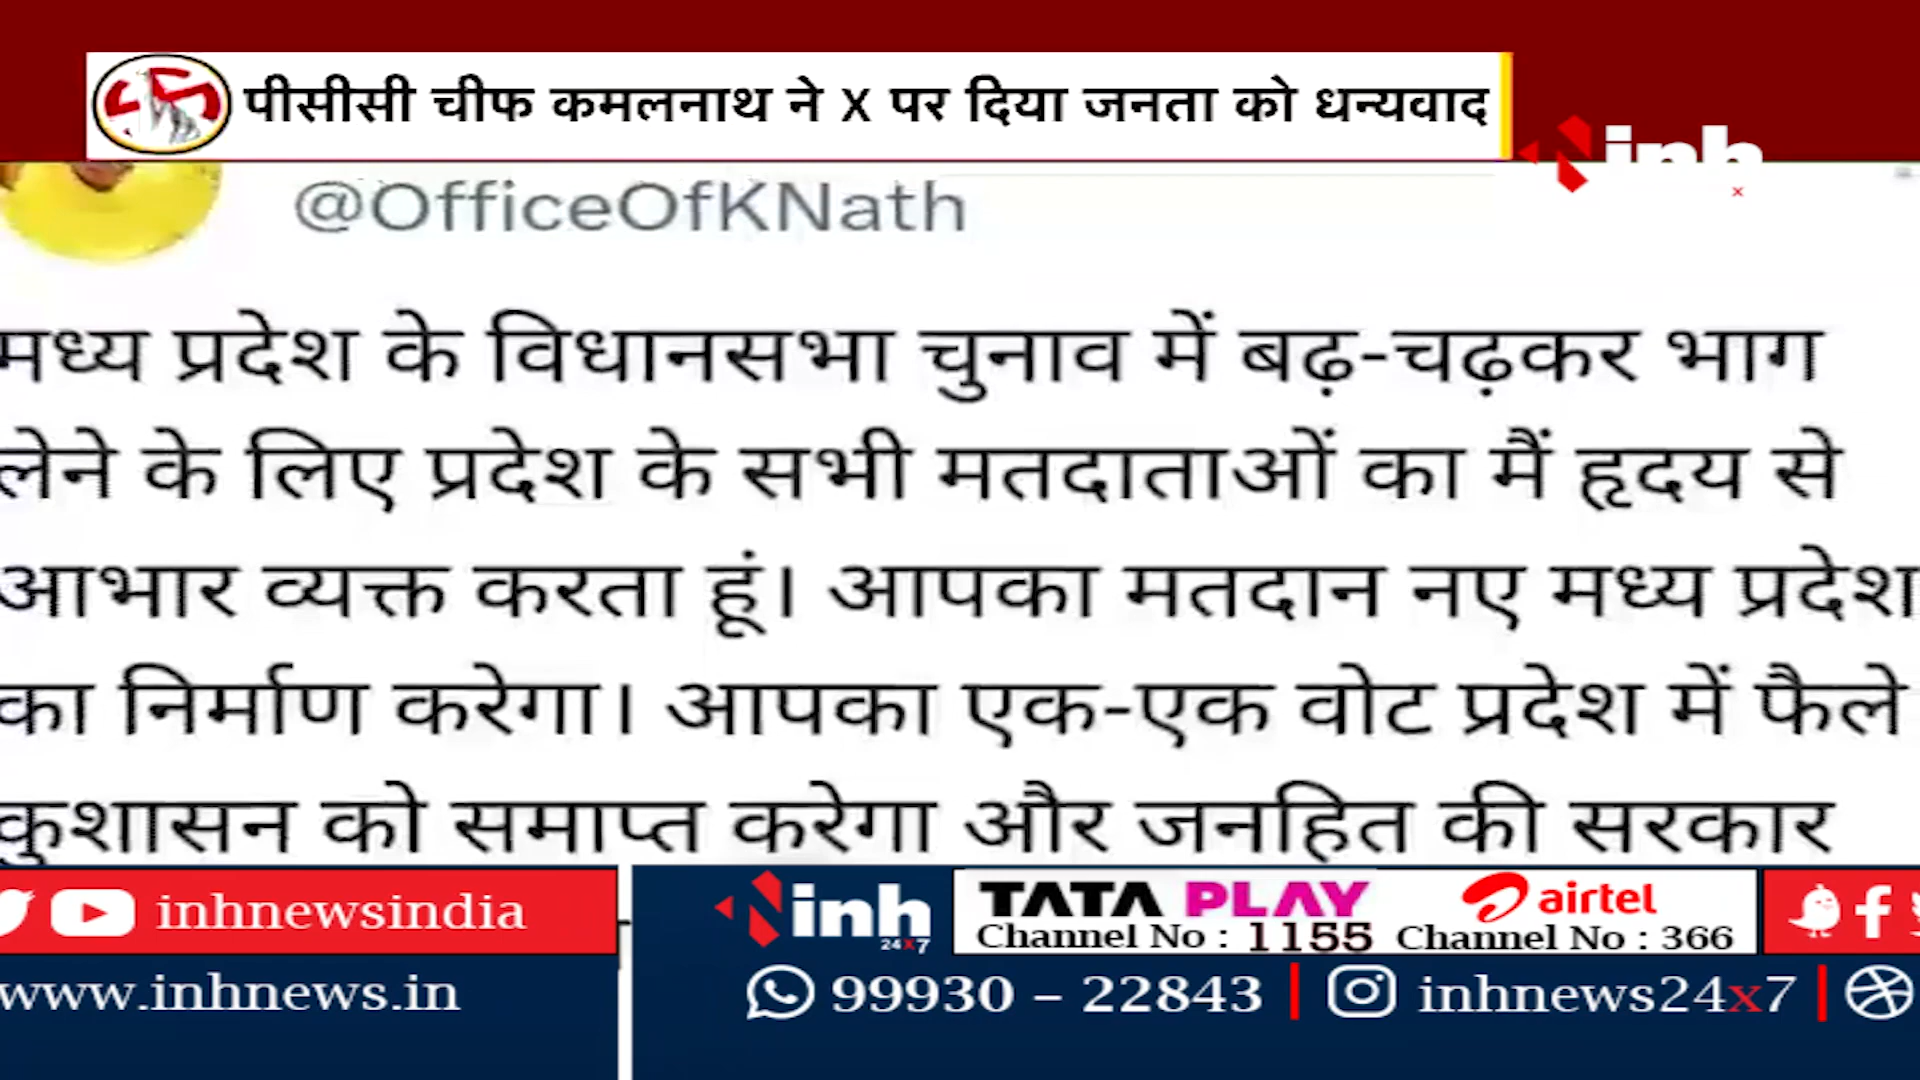 पीसीसी चीफ कमलनाथ ने X पर दिया जनता को धन्यवाद
inh
@OfficeOfKNath
मध्य प्रदेश के विधानसभा चुनाव में बढ़-चढ़कर भाग
लेने के लिए प्रदेश के सभी मतदाताओं का मैं हृदय से
आभार व्यक्त करता हूं। आपका मतदान नए मध्य प्रदेश
का निर्माण करेगा। आपका एक-एक वोट प्रदेश में फैले
कुशासन को समाप्त करेगा और जनहित की सरकार
inhnewsindia
inh 24x7
TATA PLAY
Channel No : 1155
airtel
Channel No : 366
www.inhnews.in
99930 – 22843
inhnews24x7